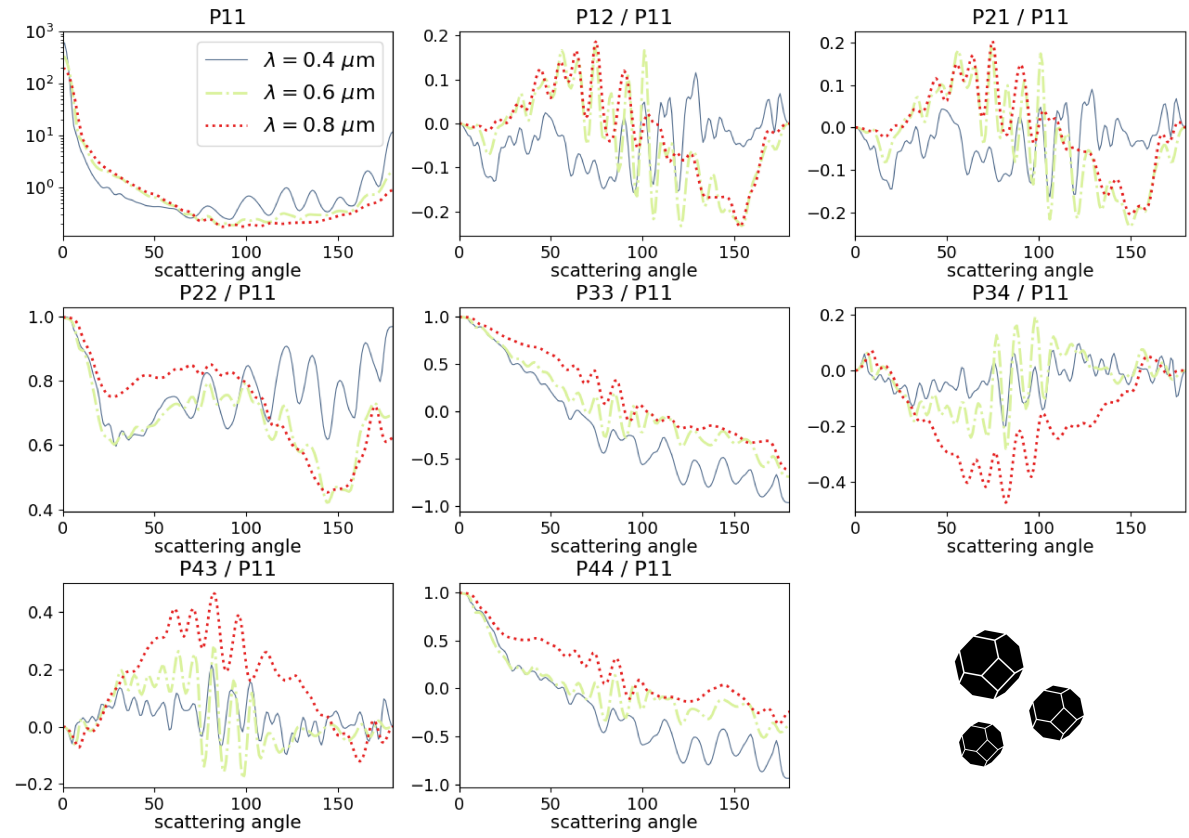 P11
P12 / P11
P21 / P11
10³
10²
10¹
10⁰
λ = 0.4 μm
λ = 0.6 μm
λ = 0.8 μm
0 50 100 150
scattering angle
0.2
0.1
0.0
−0.1
−0.2
0 50 100 150
scattering angle
0.2
0.1
0.0
−0.1
−0.2
0 50 100 150
scattering angle
P22 / P11
P33 / P11
P34 / P11
1.0
0.8
0.6
0.4
0 50 100 150
scattering angle
1.0
0.5
0.0
−0.5
−1.0
0 50 100 150
scattering angle
0.2
0.0
−0.2
−0.4
0 50 100 150
scattering angle
P43 / P11
P44 / P11
0.4
0.2
0.0
−0.2
0 50 100 150
scattering angle
1.0
0.5
0.0
−0.5
−1.0
0 50 100 150
scattering angle